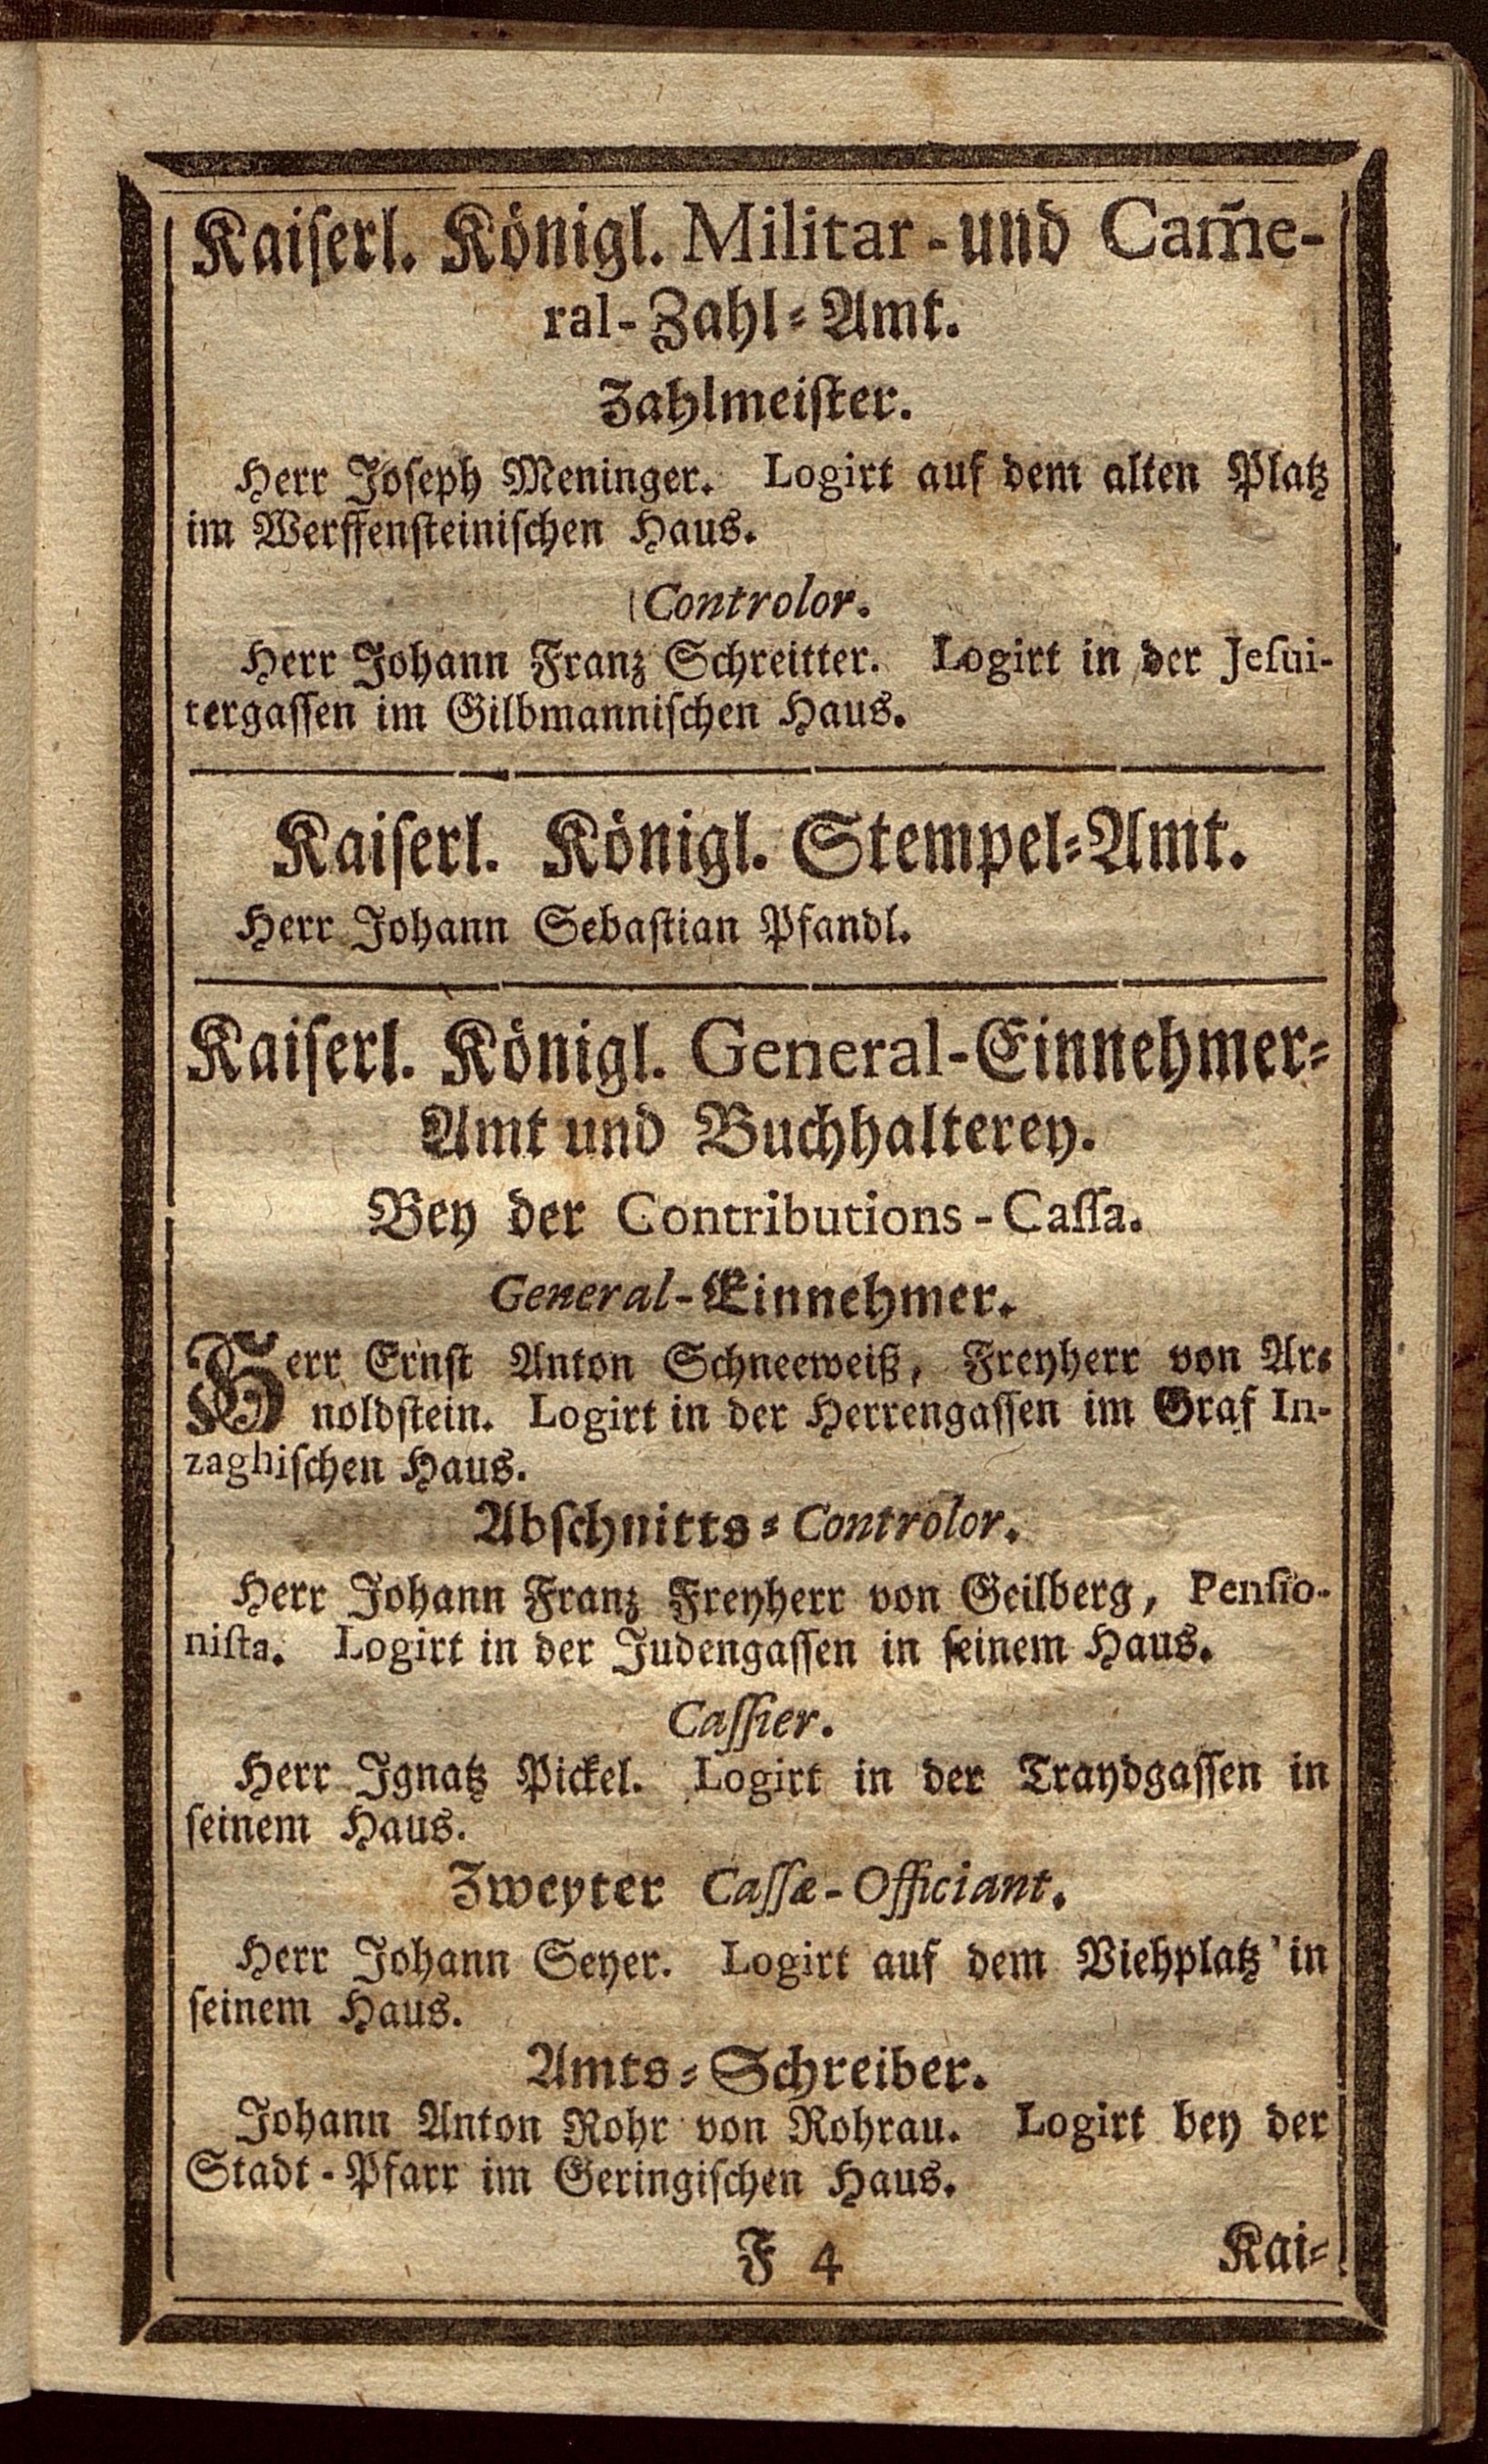 Kaiſerl. Königl. Militar-und Cam̃e-
ral-Zahl-Amt.
Zahlmeiſter.
Herr Joſeph Meninger. Logirt auf dem alten Platz
im Werffenſteiniſchen Haus.
Controlor.
Herr Johann Franz Schreitter. Logirt in der Jeſui-
tergaſſen im Gilbmanniſchen Haus.
Kaiſerl. Königl. Stempel-Amt.
Herr Johann Sebaſtian Pfandl.
Kaiſerl. Königl. General-Einnehmer-
Amt und Buchhalterey.
Bey der Contributions-Caſſa.
General-Einnehmer.
Herr Ernſt Anton Schneeweiß, Freyherr von Ar-
noldſtein. Logirt in der Herrengaſſen im Graf In-
zaghiſchen Haus.
Abſchnitts-Controlor.
Herr Johann Franz Freyherr von Geilberg, Penſio-
niſta. Logirt in der Judengaſſen in ſeinem Haus.
Caſſier.
Herr Ignatz Pickel. Logirt in der Traydgaſſen in
ſeinem Haus.
Zweyter Caſſæ-Officiant.
Herr Johann Seyer. Logirt auf dem Viehplatz in
ſeinem Haus.
Amts-Schreiber.
Johann Anton Rohr von Rohrau. Logirt bey der
Stadt-Pfarr im Geringiſchen Haus.
F 4
Kai-